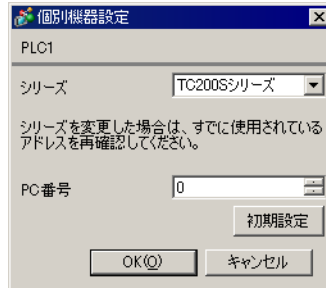 個別機器設定
PLC1
シリーズ TC200Sシリーズ
シリーズを変更した場合は、すでに使用されている
アドレスを再確認してください。
PC番号 0
初期設定
OK(O) キャンセル